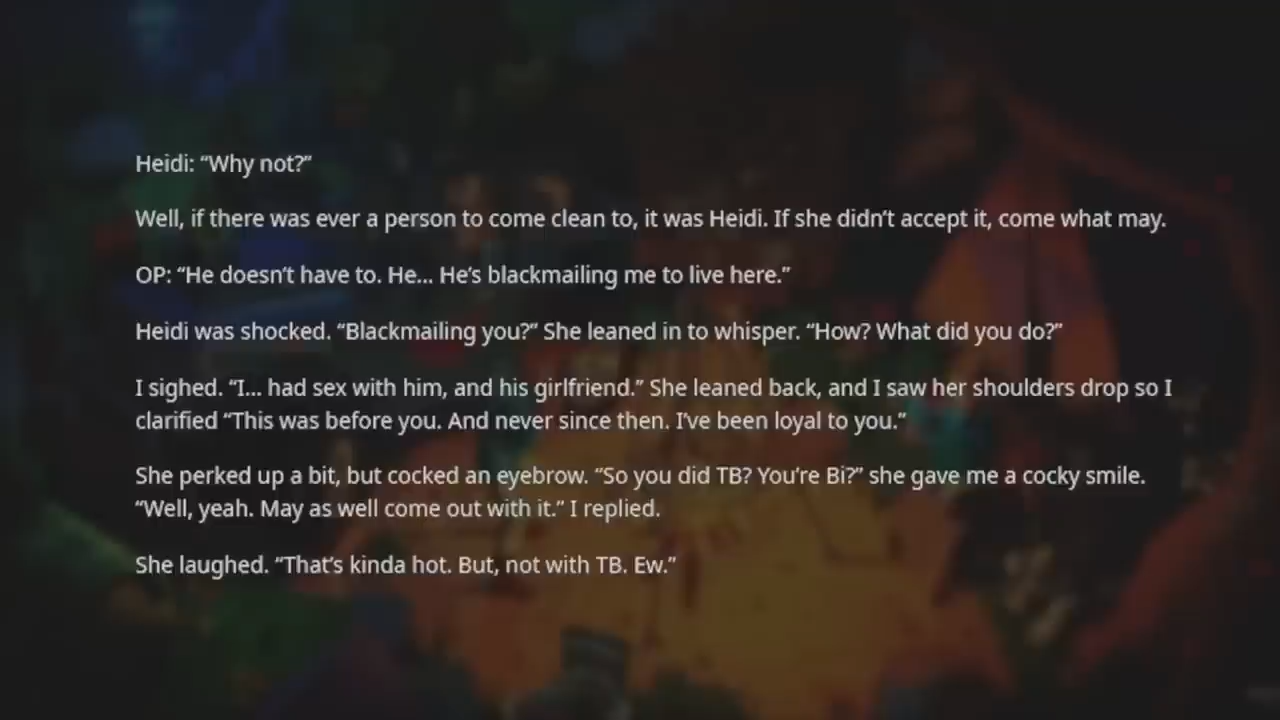 Heidi: “Why not?”
Well, if there was ever a person to come clean to, it was Heidi. If she didn’t accept it, come what may.
OP: “He doesn’t have to. He... He’s blackmailing me to live here.”
Heidi was shocked. “Blackmailing you?” She leaned in to whisper. “How? What did you do?”
I sighed. “I... had sex with him, and his girlfriend.” She leaned back, and I saw her shoulders drop so I
clarified “This was before you. And never since then. I’ve been loyal to you.”
She perked up a bit, but cocked an eyebrow. “So you did TB? You’re Bi?” she gave me a cocky smile.
“Well, yeah. May as well come out with it.” I replied.
She laughed. “That’s kinda hot. But, not with TB. Ew.”